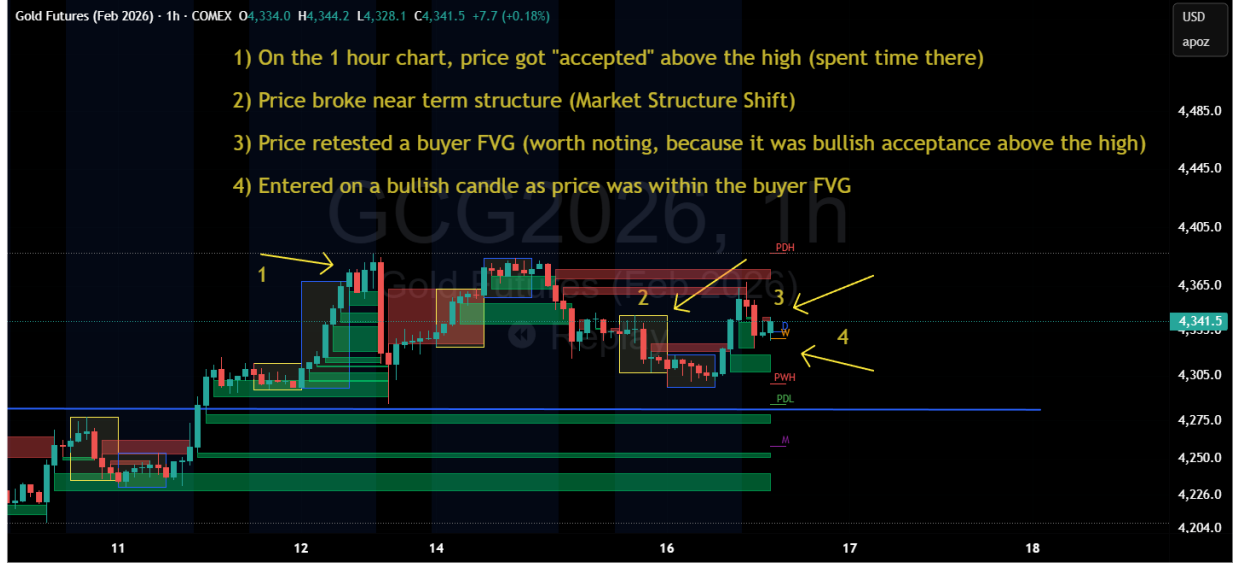 Gold Futures (Feb 2026) · 1h · COMEX O4,334.0 H4,344.2 L4,328.1 C4,341.5 +7.7 (+0.18%)
USD
apoz
1) On the 1 hour chart, price got "accepted" above the high (spent time there)
2) Price broke near term structure (Market Structure Shift)
3) Price retested a buyer FVG (worth noting, because it was bullish acceptance above the high)
4) Entered on a bullish candle as price was within the buyer FVG
GCG2026, 1h
Gold Futures (Feb 2026)
Replay
1
2
3
4
PDH
D
W
PWH
PDL
M
4,485.0
4,445.0
4,405.0
4,365.0
4,341.5
4,305.0
4,275.0
4,250.0
4,226.0
4,204.0
11
12
14
16
17
18